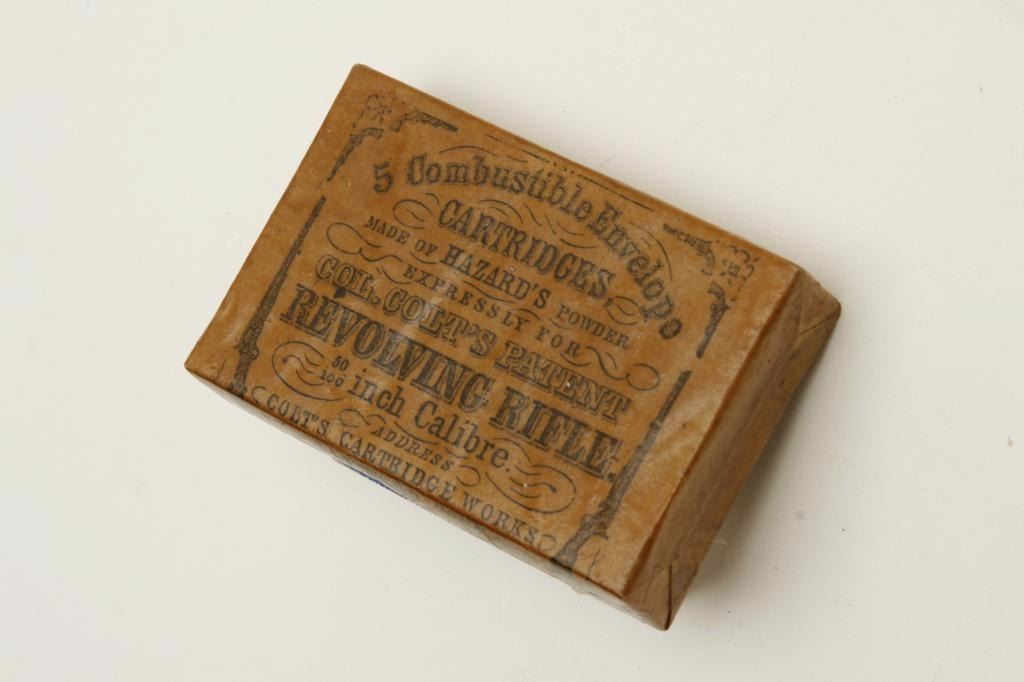 5 Combustible Envelope
CARTRIDGES,
MADE OF HAZARD'S POWDER
EXPRESSLY FOR
COL. COLT'S PATENT
REVOLVING RIFLE.
50/100 inch Calibre.
ADDRESS
COLT'S CARTRIDGE WORKS